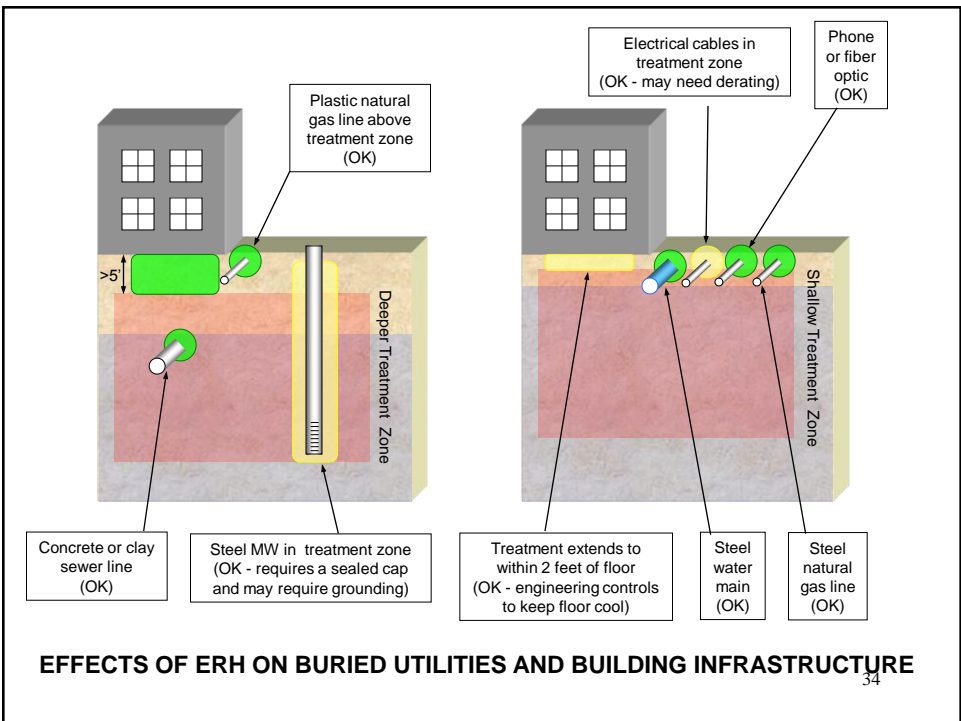 Electrical cables in
treatment zone
(OK - may need derating)
Phone
or fiber
optic
(OK)
Plastic natural
gas line above
treatment zone
(OK)
>5'
Deeper Treatment Zone
Shallow Treatment Zone
Concrete or clay
sewer line
(OK)
Steel MW in treatment zone
(OK - requires a sealed cap
and may require grounding)
Treatment extends to
within 2 feet of floor
(OK - engineering controls
to keep floor cool)
Steel
water
main
(OK)
Steel
natural
gas line
(OK)
EFFECTS OF ERH ON BURIED UTILITIES AND BUILDING INFRASTRUCTURE
34